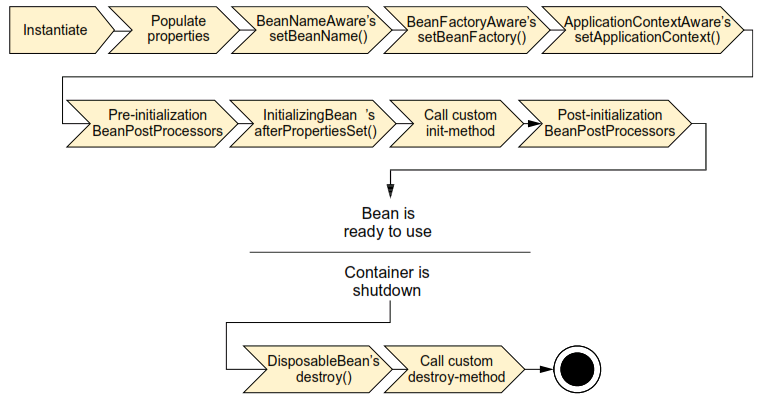 Instantiate
Populate
properties
BeanNameAware's
setBeanName()
BeanFactoryAware's
setBeanFactory()
ApplicationContextAware's
setApplicationContext()
Pre-initialization
BeanPostProcessors
InitializingBean 's
afterPropertiesSet()
Call custom
init-method
Post-initialization
BeanPostProcessors
Bean is
ready to use
Container is
shutdown
DisposableBean's
destroy()
Call custom
destroy-method